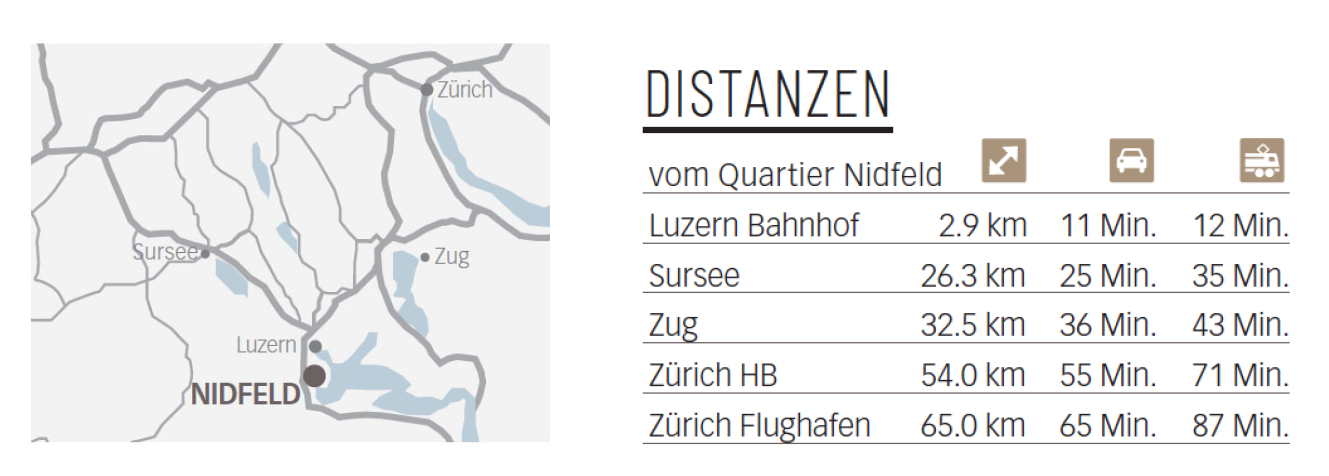 Zürich
Sursee
Zug
Luzern
NIDFELD
DISTANZEN
vom Quartier Nidfeld
Luzern Bahnhof 2.9 km 11 Min. 12 Min.
Sursee 26.3 km 25 Min. 35 Min.
Zug 32.5 km 36 Min. 43 Min.
Zürich HB 54.0 km 55 Min. 71 Min.
Zürich Flughafen 65.0 km 65 Min. 87 Min.